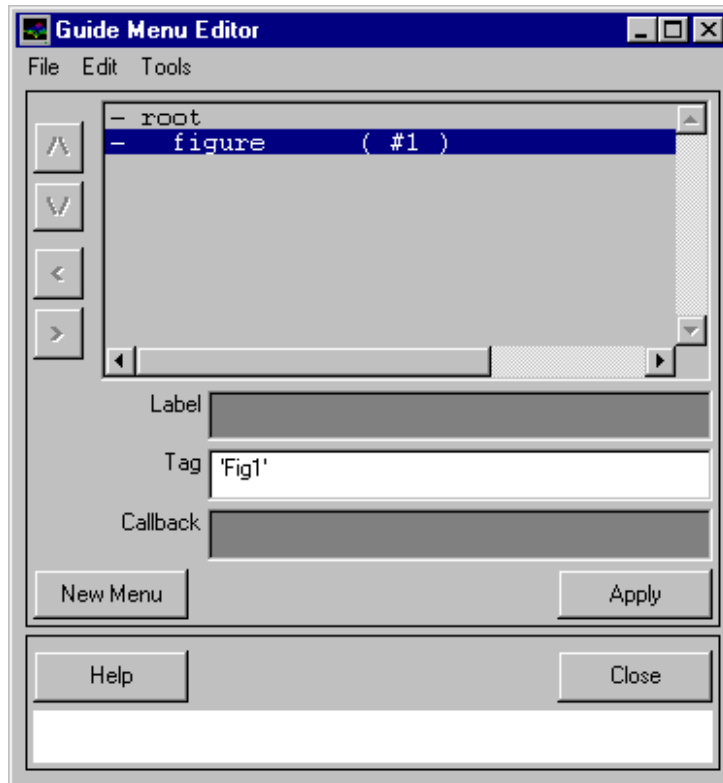 Guide Menu Editor
File Edit Tools
– root
– figure ( #1 )
/\
\/
<
>
Label
Tag 'Fig1'
Callback
New Menu Apply
Help Close